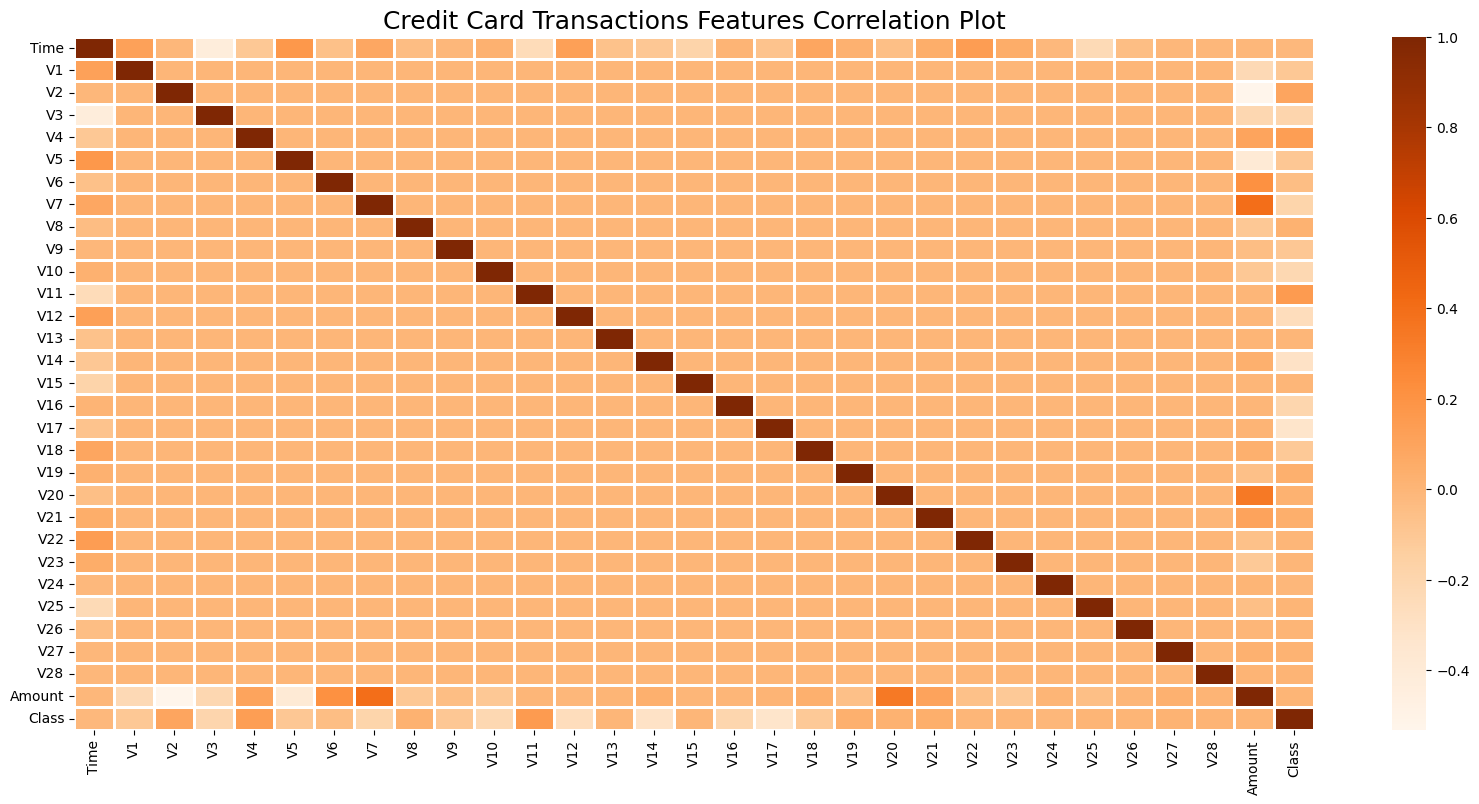 Credit Card Transactions Features Correlation Plot
Time
V1
V2
V3
V4
V5
V6
V7
V8
V9
V10
V11
V12
V13
V14
V15
V16
V17
V18
V19
V20
V21
V22
V23
V24
V25
V26
V27
V28
Amount
Class
Time V1 V2 V3 V4 V5 V6 V7 V8 V9 V10 V11 V12 V13 V14 V15 V16 V17 V18 V19 V20 V21 V22 V23 V24 V25 V26 V27 V28 Amount Class
1.0
0.8
0.6
0.4
0.2
0.0
−0.2
−0.4